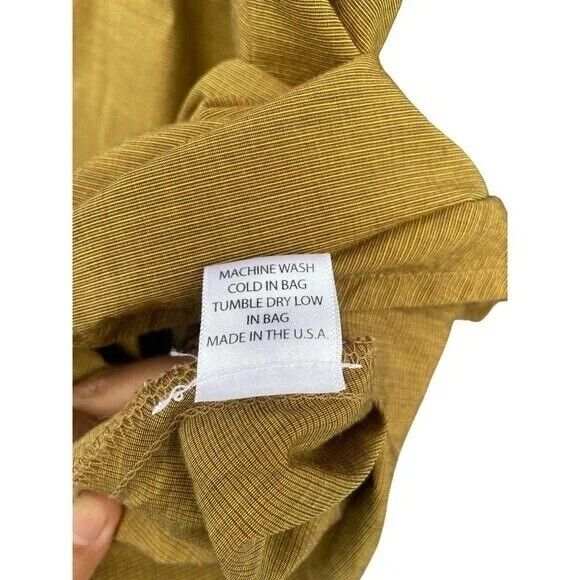 MACHINE WASH
COLD IN BAG
TUMBLE DRY LOW
IN BAG
MADE IN THE U.S.A.